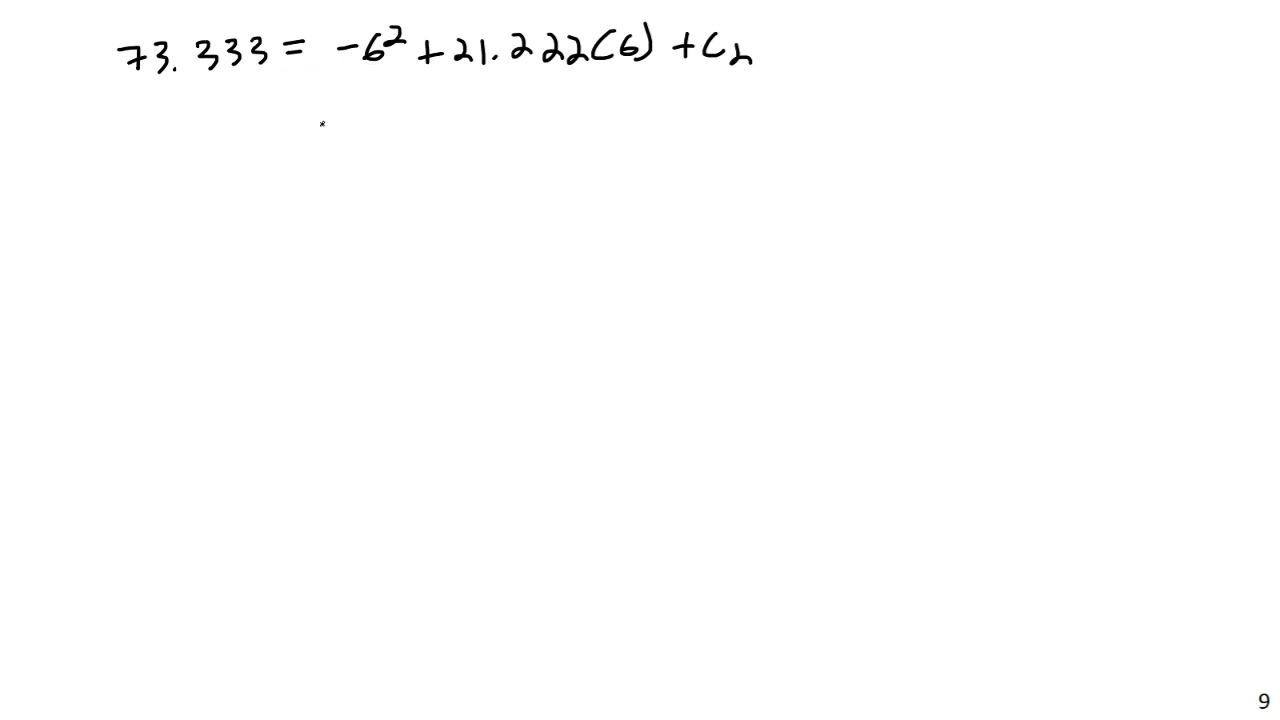 73.333 = -6² + 21.222(6) + C₂
9